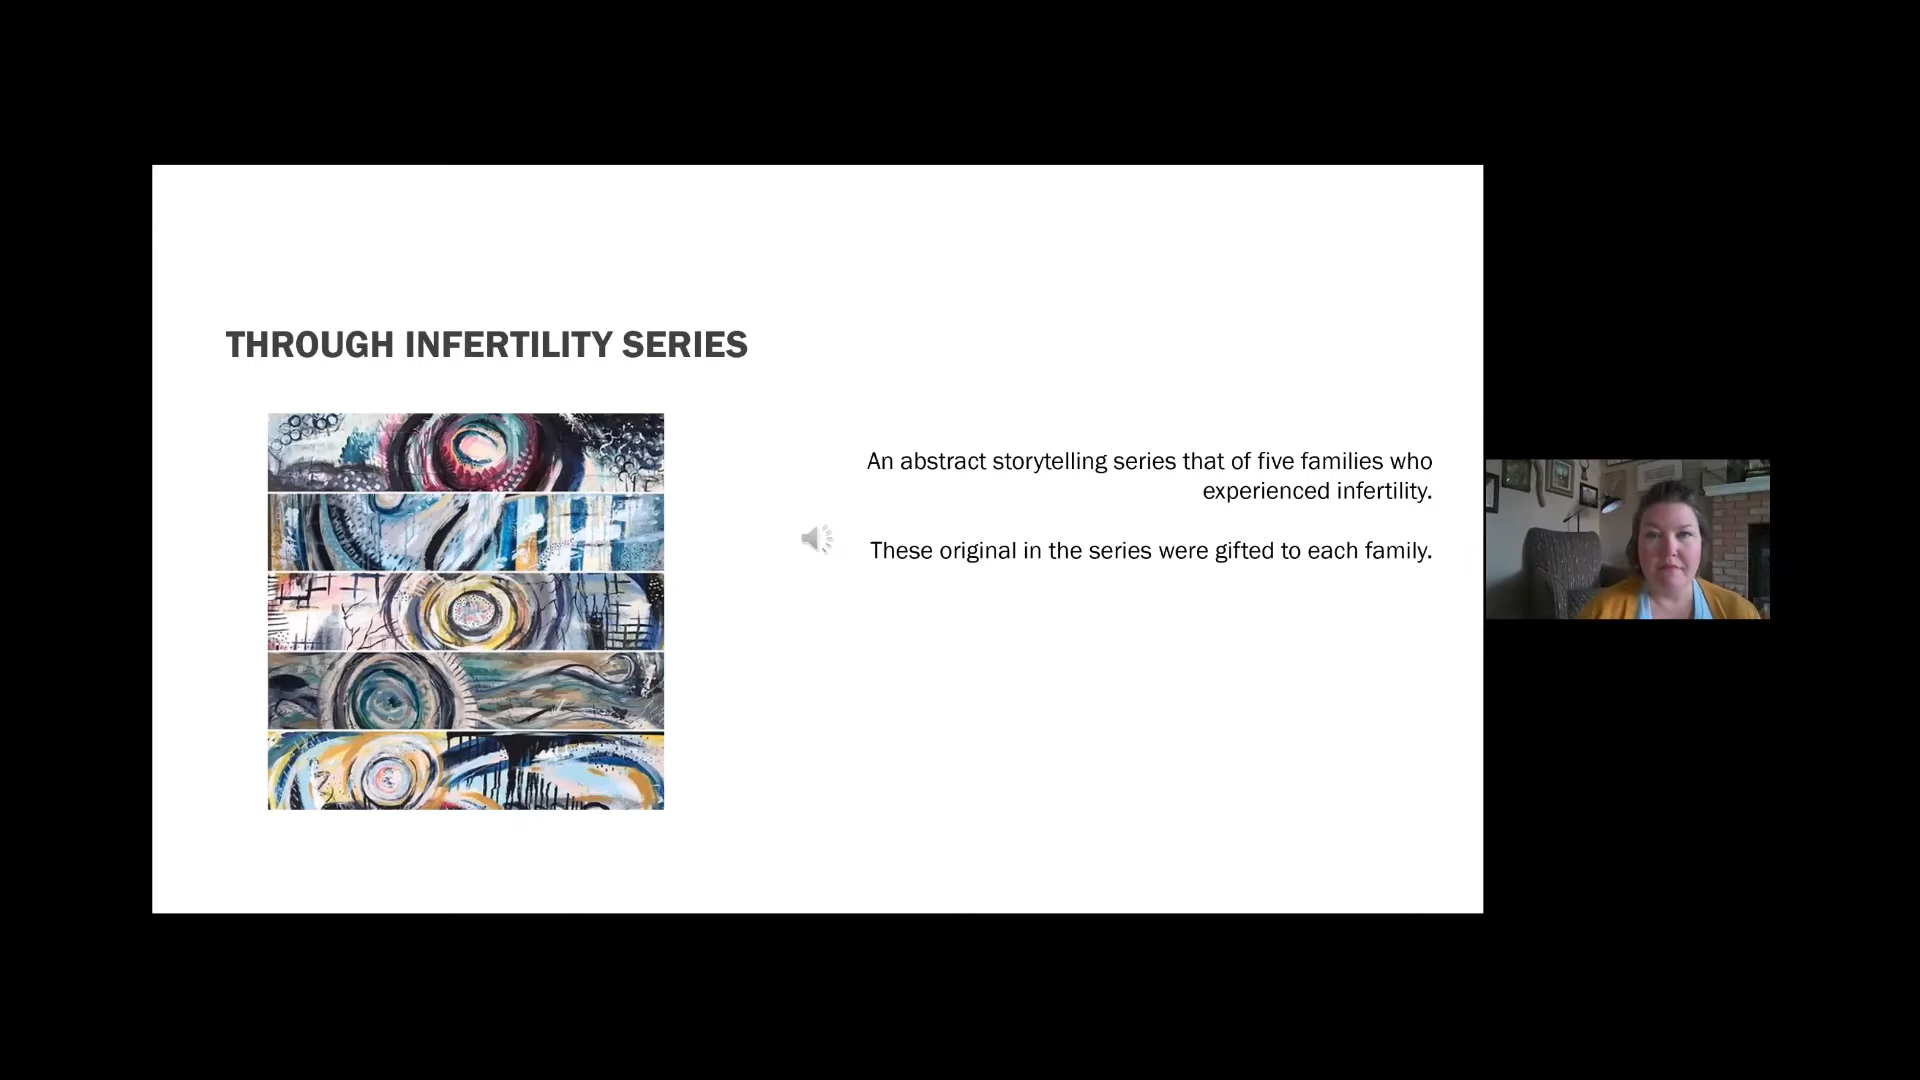 THROUGH INFERTILITY SERIES
An abstract storytelling series that of five families who
experienced infertility.
These original in the series were gifted to each family.